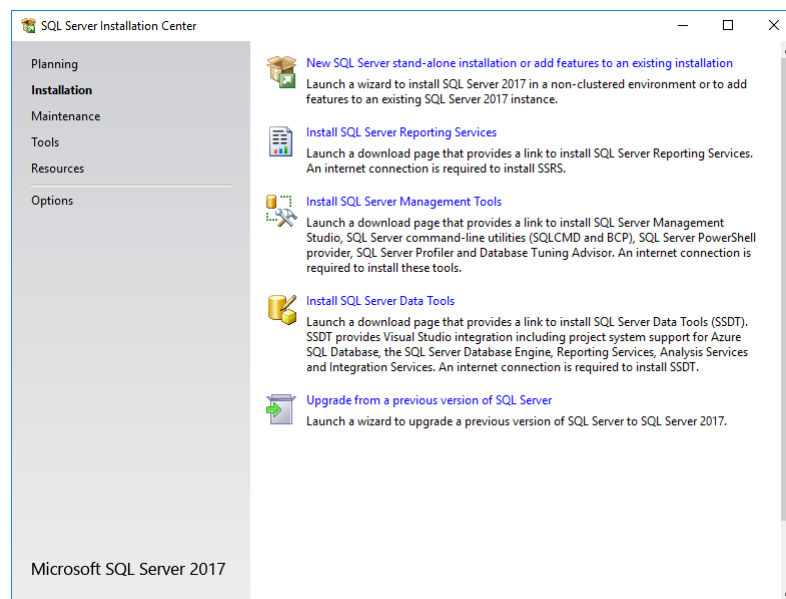 SQL Server Installation Center
Planning
Installation
Maintenance
Tools
Resources
Options
Microsoft SQL Server 2017
New SQL Server stand-alone installation or add features to an existing installation
Launch a wizard to install SQL Server 2017 in a non-clustered environment or to add
features to an existing SQL Server 2017 instance.
Install SQL Server Reporting Services
Launch a download page that provides a link to install SQL Server Reporting Services.
An internet connection is required to install SSRS.
Install SQL Server Management Tools
Launch a download page that provides a link to install SQL Server Management
Studio, SQL Server command-line utilities (SQLCMD and BCP), SQL Server PowerShell
provider, SQL Server Profiler and Database Tuning Advisor. An internet connection is
required to install these tools.
Install SQL Server Data Tools
Launch a download page that provides a link to install SQL Server Data Tools (SSDT).
SSDT provides Visual Studio integration including project system support for Azure
SQL Database, the SQL Server Database Engine, Reporting Services, Analysis Services
and Integration Services. An internet connection is required to install SSDT.
Upgrade from a previous version of SQL Server
Launch a wizard to upgrade a previous version of SQL Server to SQL Server 2017.